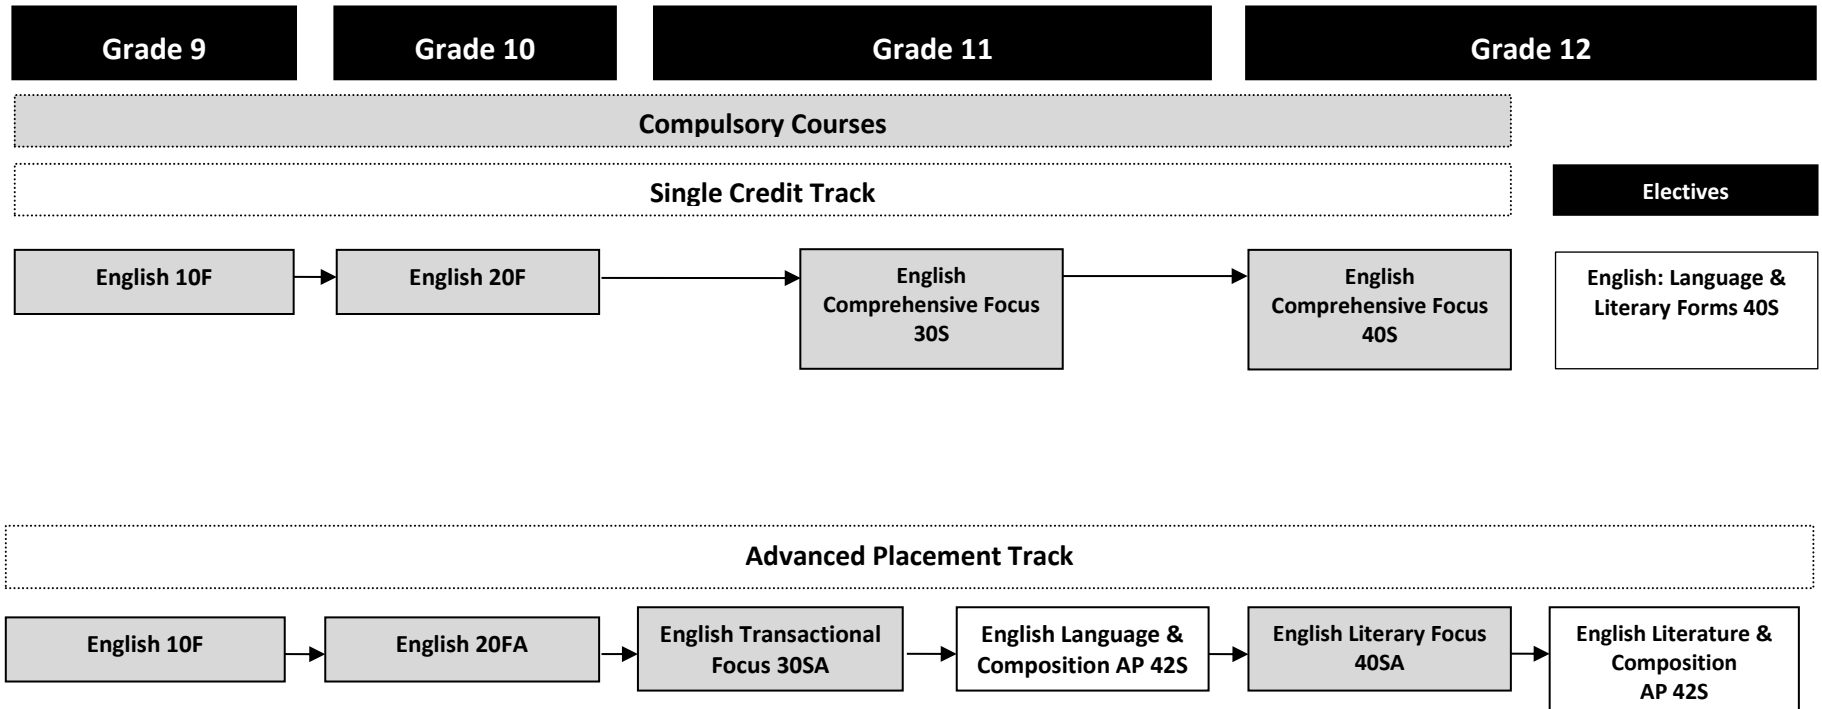 Grade 9
Grade 10
Grade 11
Grade 12
Compulsory Courses
Single Credit Track
Electives
English 10F
English 20F
English
Comprehensive Focus
30S
English
Comprehensive Focus
40S
English: Language &
Literary Forms 40S
Advanced Placement Track
English 10F
English 20FA
English Transactional
Focus 30SA
English Language &
Composition AP 42S
English Literary Focus
40SA
English Literature &
Composition
AP 42S